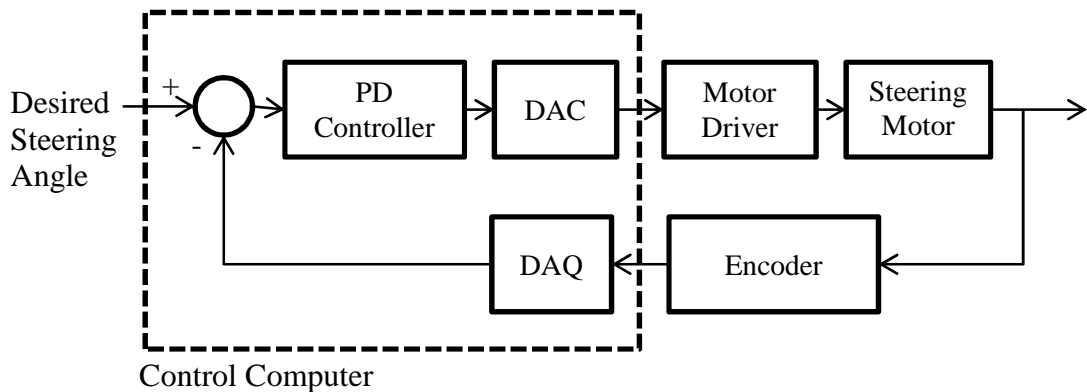 Desired
Steering
Angle
+
-
PD
Controller
DAC
Motor
Driver
Steering
Motor
DAQ
Encoder
Control Computer